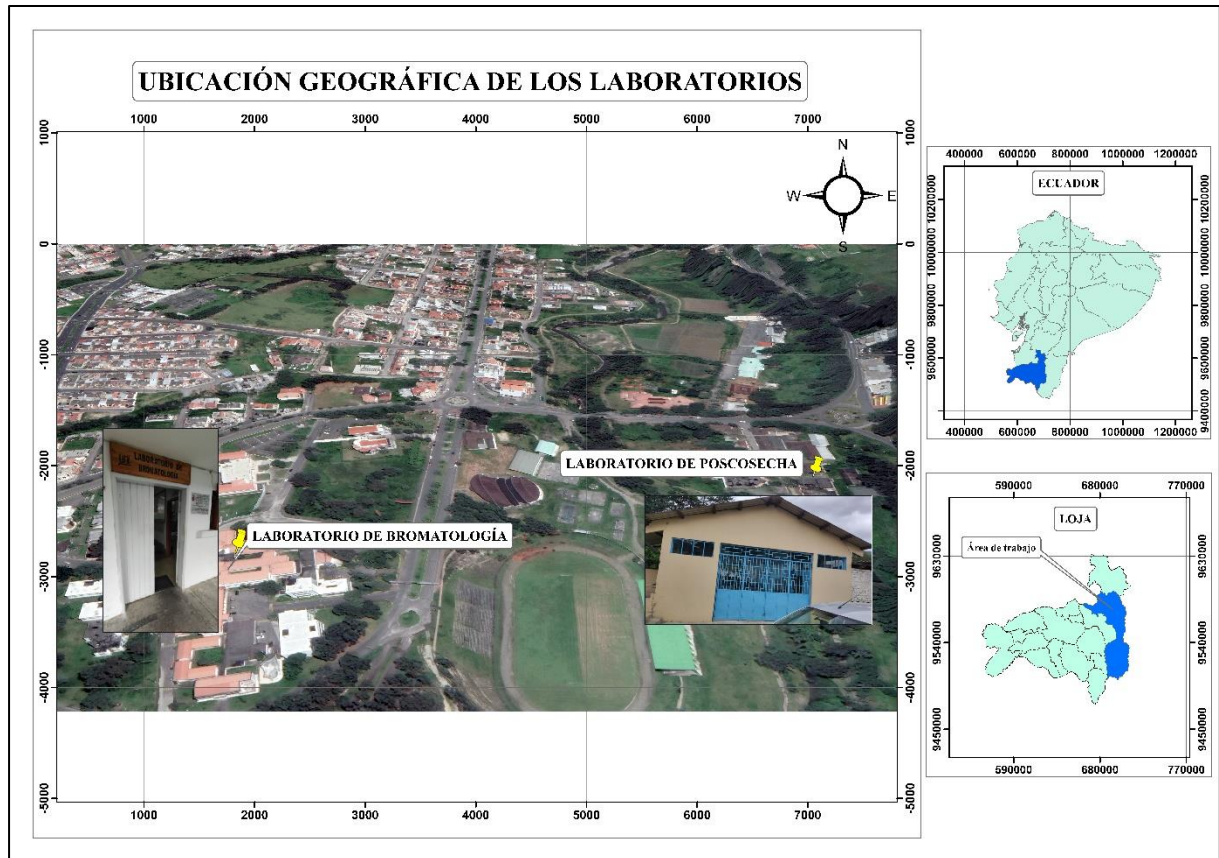 UBICACIÓN GEOGRÁFICA DE LOS LABORATORIOS
1000 2000 3000 4000 5000 6000 7000
1000
0
-1000
-2000
-3000
-4000
-5000
N
W E
S
LABORATORIO DE
BROMATOLOGÍA
LABORATORIO DE POSCOSECHA
LABORATORIO DE BROMATOLOGÍA
1000
0
-1000
-2000
-3000
-4000
-5000
1000 2000 3000 4000 5000 6000 7000
400000 600000 800000 1000000 1200000
ECUADOR
10200000
10000000
9800000
9600000
9400000
10200000
10000000
9800000
9600000
9400000
400000 600000 800000 1000000 1200000
590000 680000 770000
LOJA
Área de trabajo
9630000
9540000
9450000
9630000
9540000
9450000
590000 680000 770000